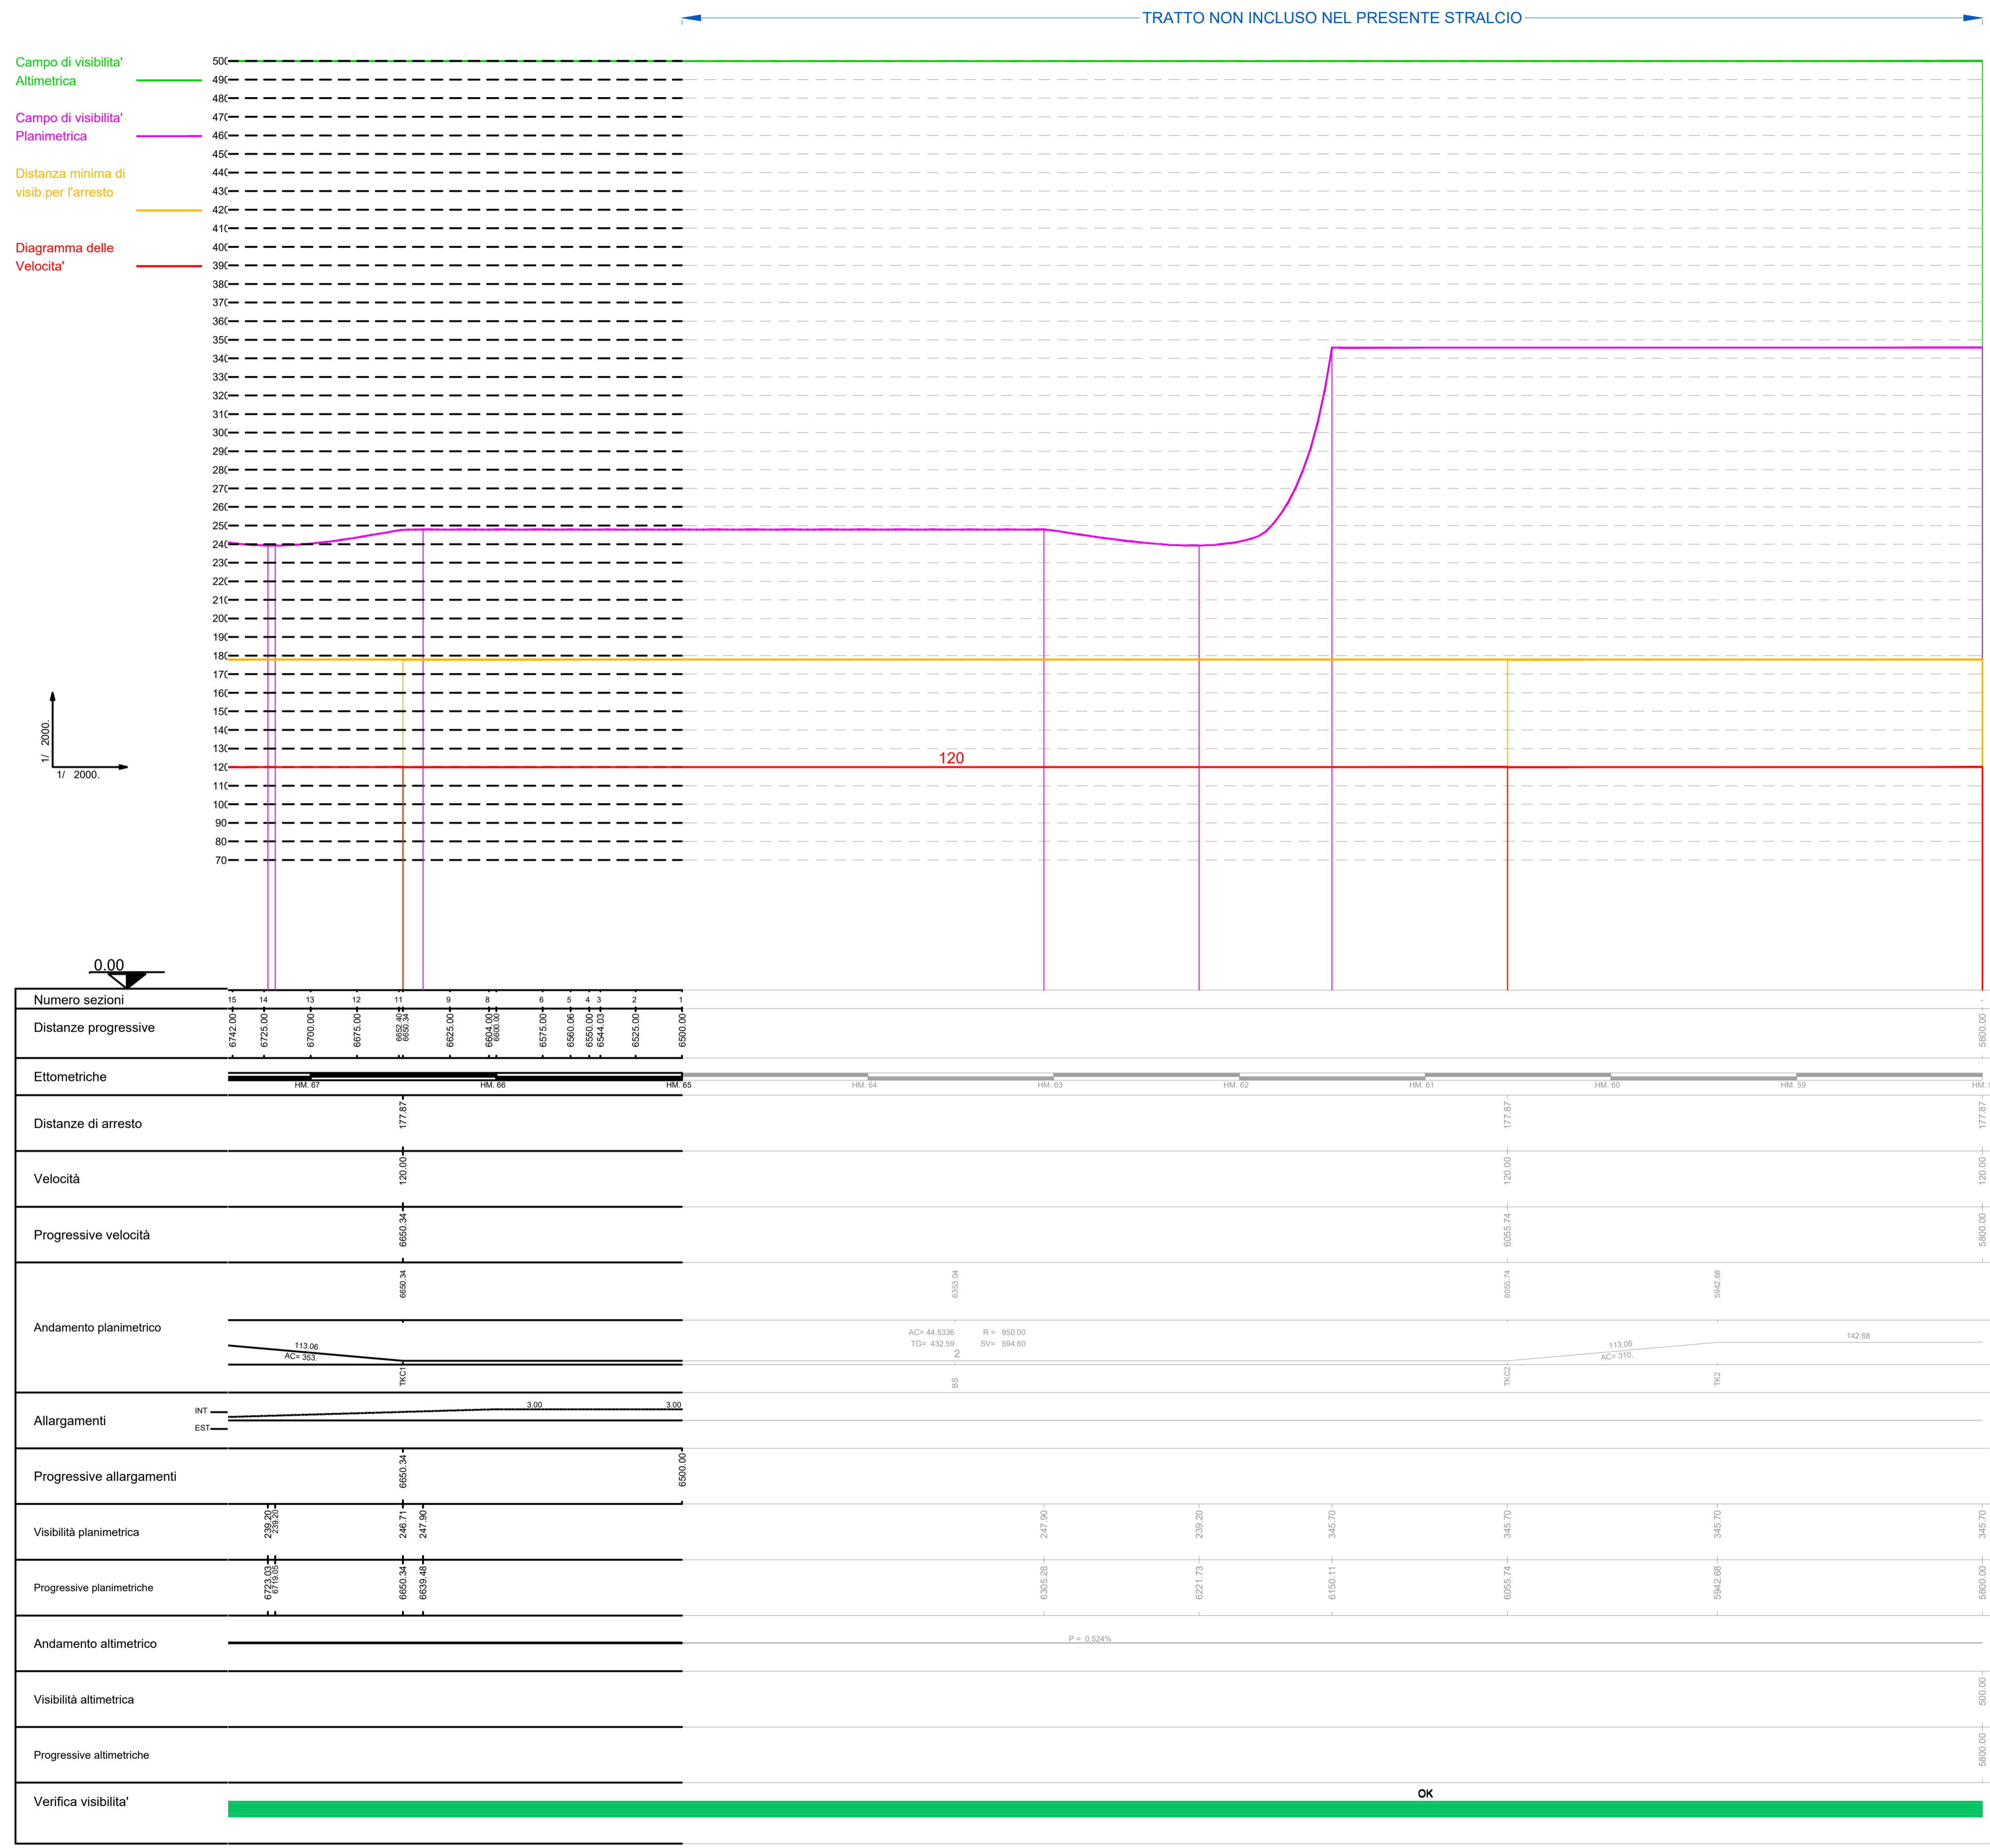 TRATTO NON INCLUSO NEL PRESENTE STRALCIO
Campo di visibilita'
Altimetrica
Campo di visibilita'
Planimetrica
Distanza minima di
visib.per l'arresto
Diagramma delle
Velocita'
500
490
480
470
460
450
440
430
420
410
400
390
380
370
360
350
340
330
320
310
300
290
280
270
260
250
240
230
220
210
200
190
180
170
160
150
140
130
120
110
100
90
80
70
120
1/ 2000.
1/ 2000.
0.00
Numero sezioni
15 14 13 12 11 9 8 6 5 4 3 2 1
Distanze progressive
6742.00 6725.00 6700.00 6675.00 6652.40 6650.34 6625.00 6604.00 6600.00 6575.00 6560.06 6550.00 6544.03 6525.00 6500.00 5800.00
Ettometriche
HM. 67 HM. 66 HM. 65 HM. 64 HM. 63 HM. 62 HM. 61 HM. 60 HM. 59 HM.
Distanze di arresto
177.87 177.87 177.87
Velocità
120.00 120.00 120.00
Progressive velocità
6650.34 6055.74 5800.00
Andamento planimetrico
6650.34 6353.04 6055.74 5942.68
113.06
AC= 353.
AC= 44.5336 R = 850.00
TG= 432.59 SV= 594.60
2
113.06
AC= 310.
142.68
TKC1 BS TKC2 TK2
Allargamenti
INT
EST
3.00 3.00
Progressive allargamenti
6650.34 6500.00
Visibilità planimetrica
239.20 239.20 246.71 247.90 247.90 239.20 345.70 345.70 345.70 345.70
Progressive planimetriche
6723.03 6719.05 6650.34 6639.48 6305.28 6221.73 6150.11 6055.74 5942.68 5800.00
Andamento altimetrico
P = 0.524%
Visibilità altimetrica
500.00
Progressive altimetriche
5800.00
Verifica visibilita'
OK